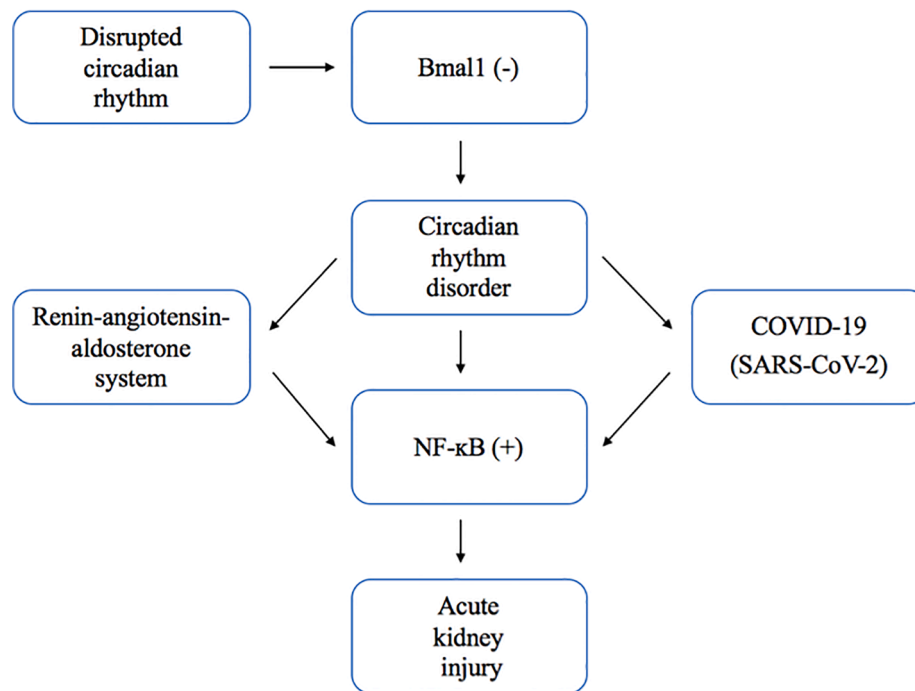 Disrupted
circadian
rhythm
Bmal1 (-)
Circadian
rhythm
disorder
Renin-angiotensin-
aldosterone
system
COVID-19
(SARS-CoV-2)
NF-κB (+)
Acute
kidney
injury